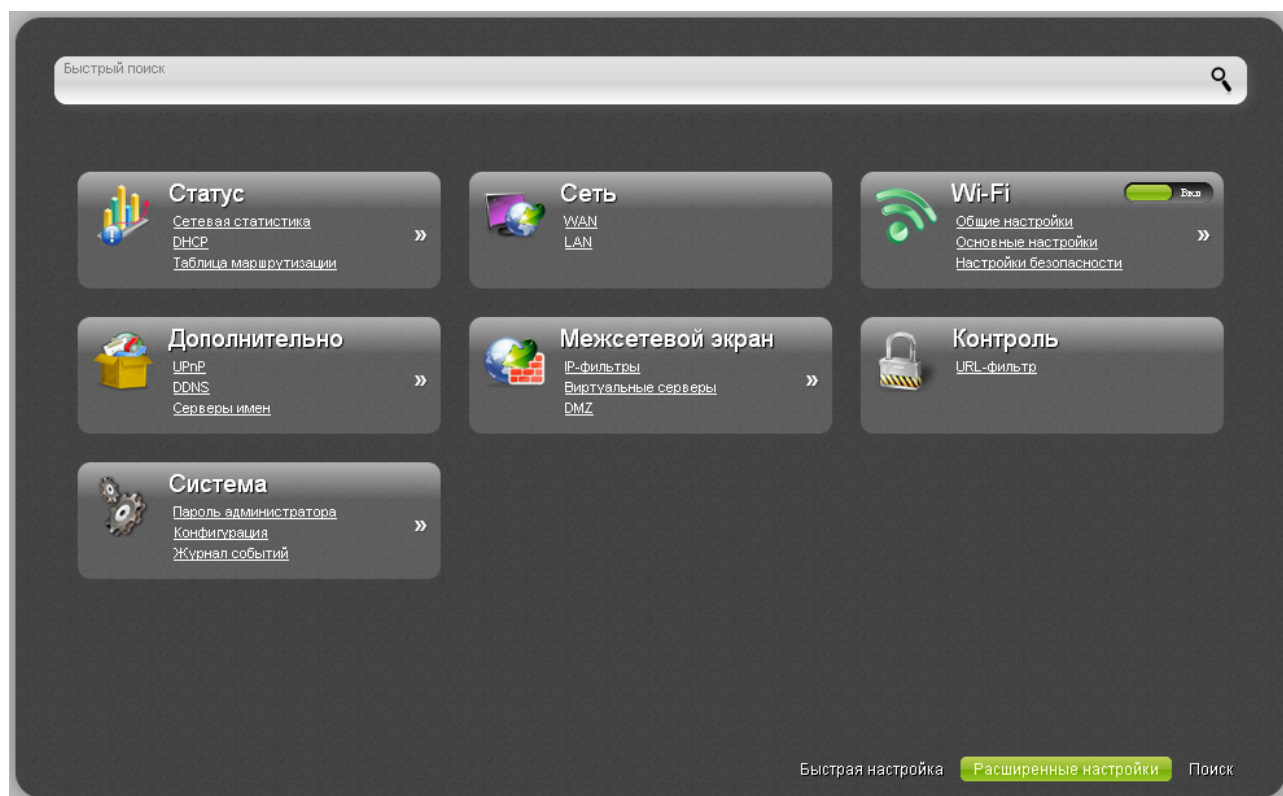 Быстрый поиск
Статус
Сетевая статистика
DHCP
Таблица маршрутизации
Сеть
WAN
LAN
Wi-Fi
Вкл
Общие настройки
Основные настройки
Настройки безопасности
Дополнительно
UPnP
DDNS
Серверы имен
Межсетевой экран
IP-фильтры
Виртуальные серверы
DMZ
Контроль
URL-фильтр
Система
Пароль администратора
Конфигурация
Журнал событий
Быстрая настройка Расширенные настройки Поиск